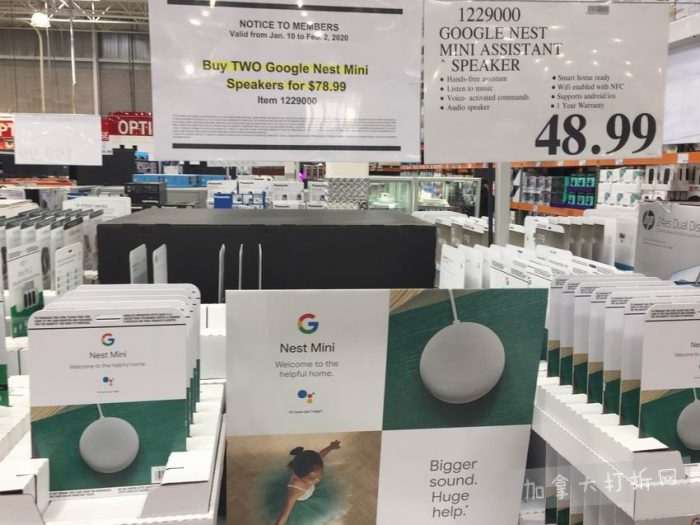 NOTICE TO MEMBERS
Valid from Jan. 10 to Feb. 2, 2020
Buy TWO Google Nest Mini
Speakers for $78.99
Item 1229000
1229000
GOOGLE NEST
MINI ASSISTANT
SPEAKER
• Hands-free assistant
• Listen to music
• Voice- activated commands
• Audio speaker
• Smart home ready
• Wifi enabled with NFC
• Supports android/ios
• 1 Year Warranty
48.99
OPTI
hp
Nest Mini
Welcome to the helpful home.
G
Nest Mini
Welcome to the
helpful home.
Bigger
sound.
Huge
help.*
加拿大打折网